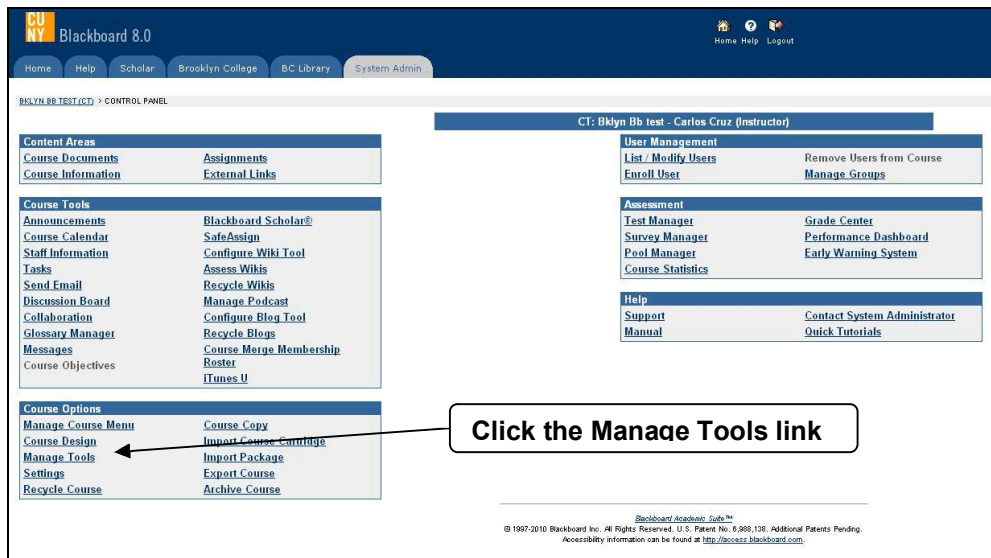 CU
NY Blackboard 8.0
Home Help Logout
Home Help Scholar Brooklyn College BC Library System Admin
BKLYN BB TEST (CT) > CONTROL PANEL
CT: Bklyn Bb test - Carlos Cruz (Instructor)
Content Areas
Course Documents Assignments
Course Information External Links
Course Tools
Announcements Blackboard Scholar®
Course Calendar SafeAssign
Staff Information Configure Wiki Tool
Tasks Assess Wikis
Send Email Recycle Wikis
Discussion Board Manage Podcast
Collaboration Configure Blog Tool
Glossary Manager Recycle Blogs
Messages Course Merge Membership
Course Objectives Roster
iTunes U
Course Options
Manage Course Menu Course Copy
Course Design Import Course Cartridge
Manage Tools Import Package
Settings Export Course
Recycle Course Archive Course
User Management
List / Modify Users Remove Users from Course
Enroll User Manage Groups
Assessment
Test Manager Grade Center
Survey Manager Performance Dashboard
Pool Manager Early Warning System
Course Statistics
Help
Support Contact System Administrator
Manual Quick Tutorials
Click the Manage Tools link
Blackboard Academic Suite™
© 1997-2010 Blackboard Inc. All Rights Reserved. U.S. Patent No. 6,988,138. Additional Patents Pending.
Accessibility information can be found at http://access.blackboard.com.